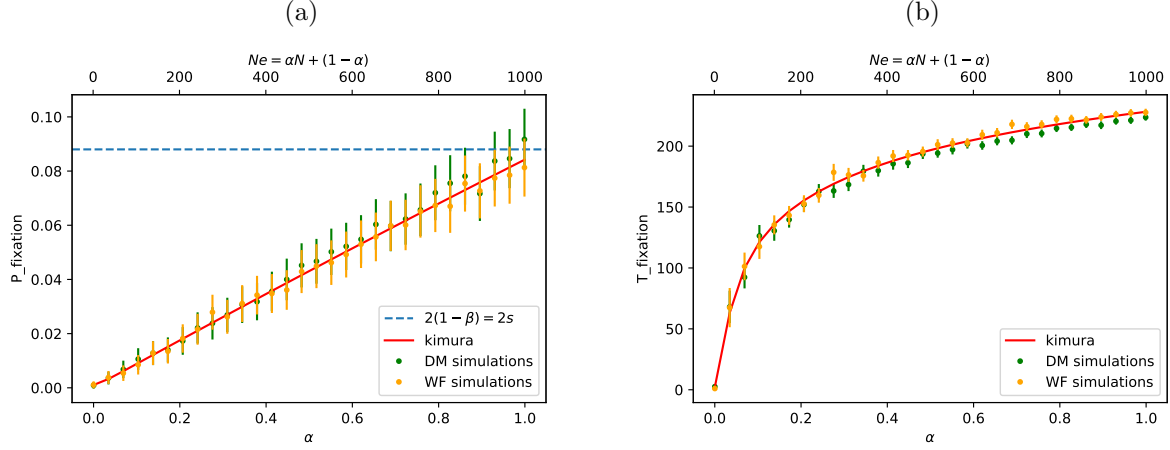 (a)
Ne = αN + (1 − α)
0 200 400 600 800 1000
0.10
0.08
0.06
0.04
0.02
0.00
P_fixation
2(1 − β) = 2s
kimura
DM simulations
WF simulations
0.0 0.2 0.4 0.6 0.8 1.0
α
(b)
Ne = αN + (1 − α)
0 200 400 600 800 1000
200
150
100
50
0
T_fixation
kimura
DM simulations
WF simulations
0.0 0.2 0.4 0.6 0.8 1.0
α